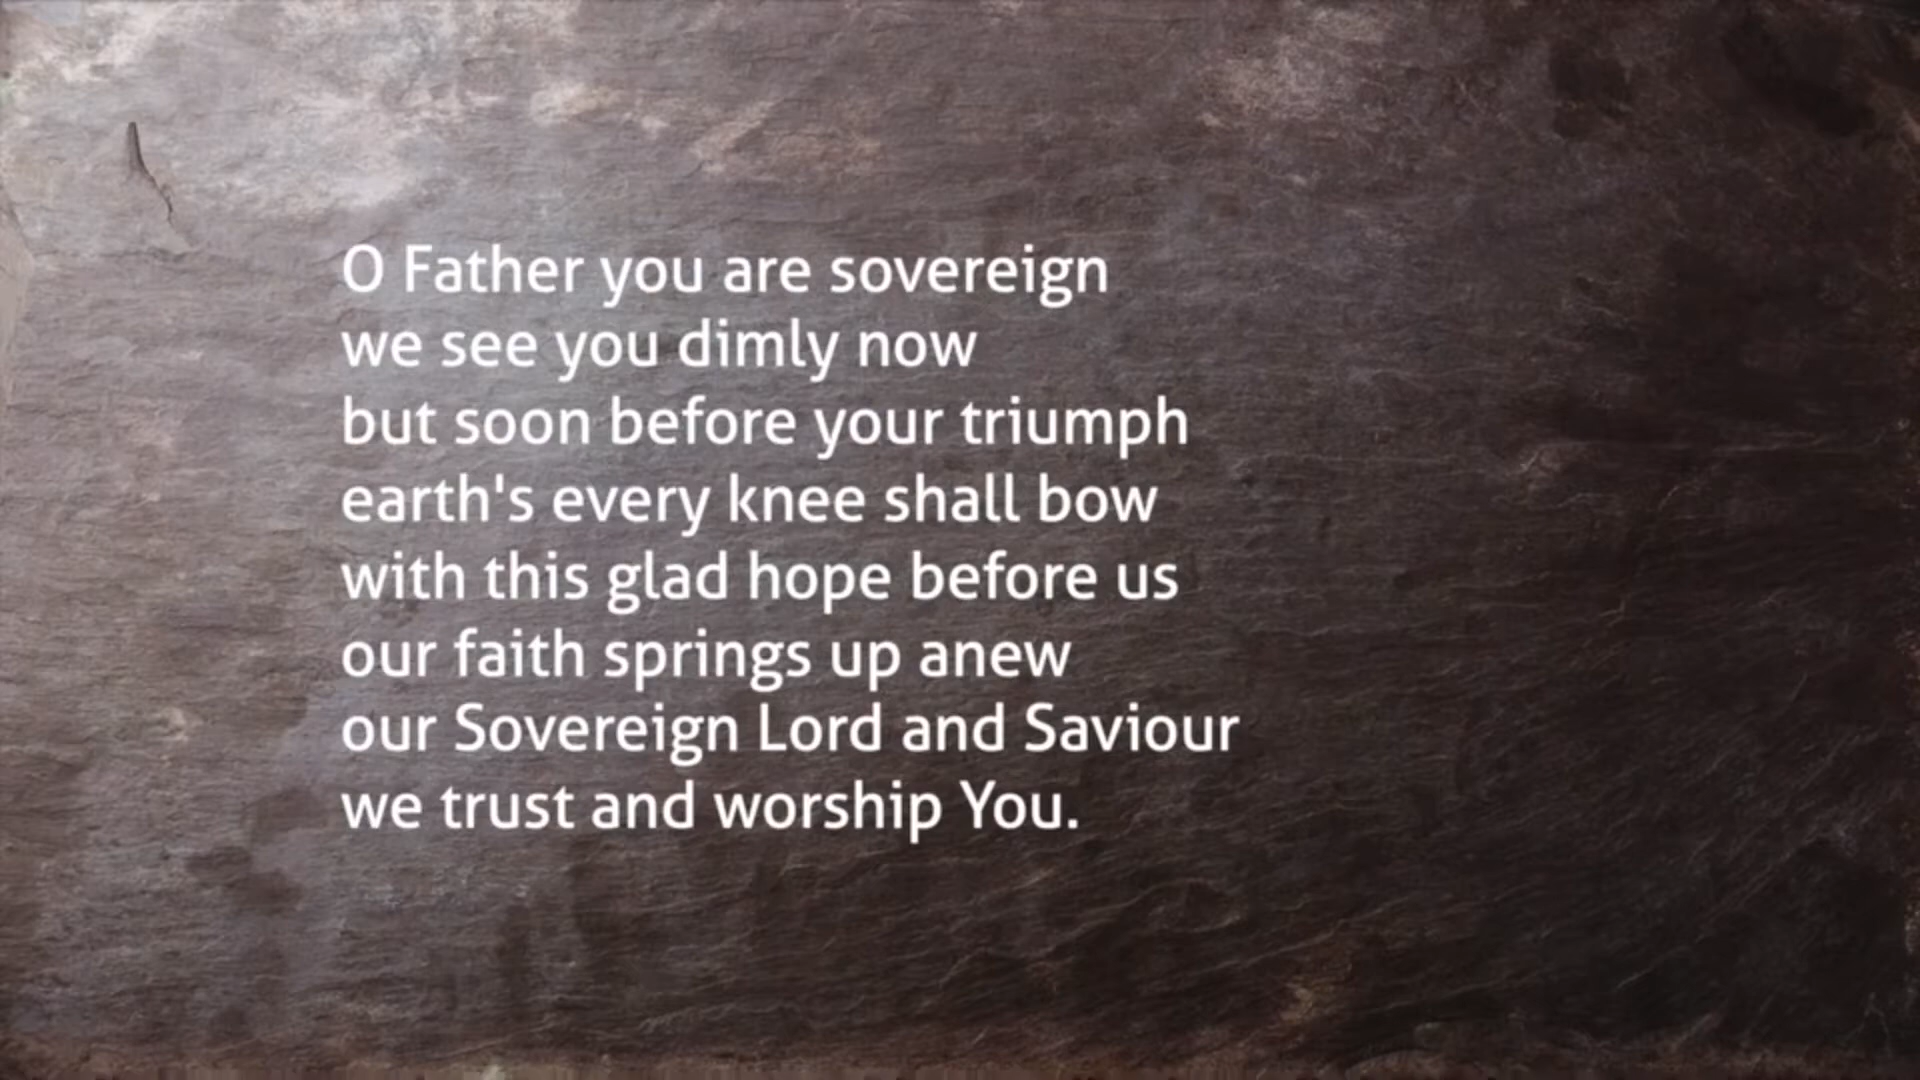 O Father you are sovereign
we see you dimly now
but soon before your triumph
earth's every knee shall bow
with this glad hope before us
our faith springs up anew
our Sovereign Lord and Saviour
we trust and worship You.